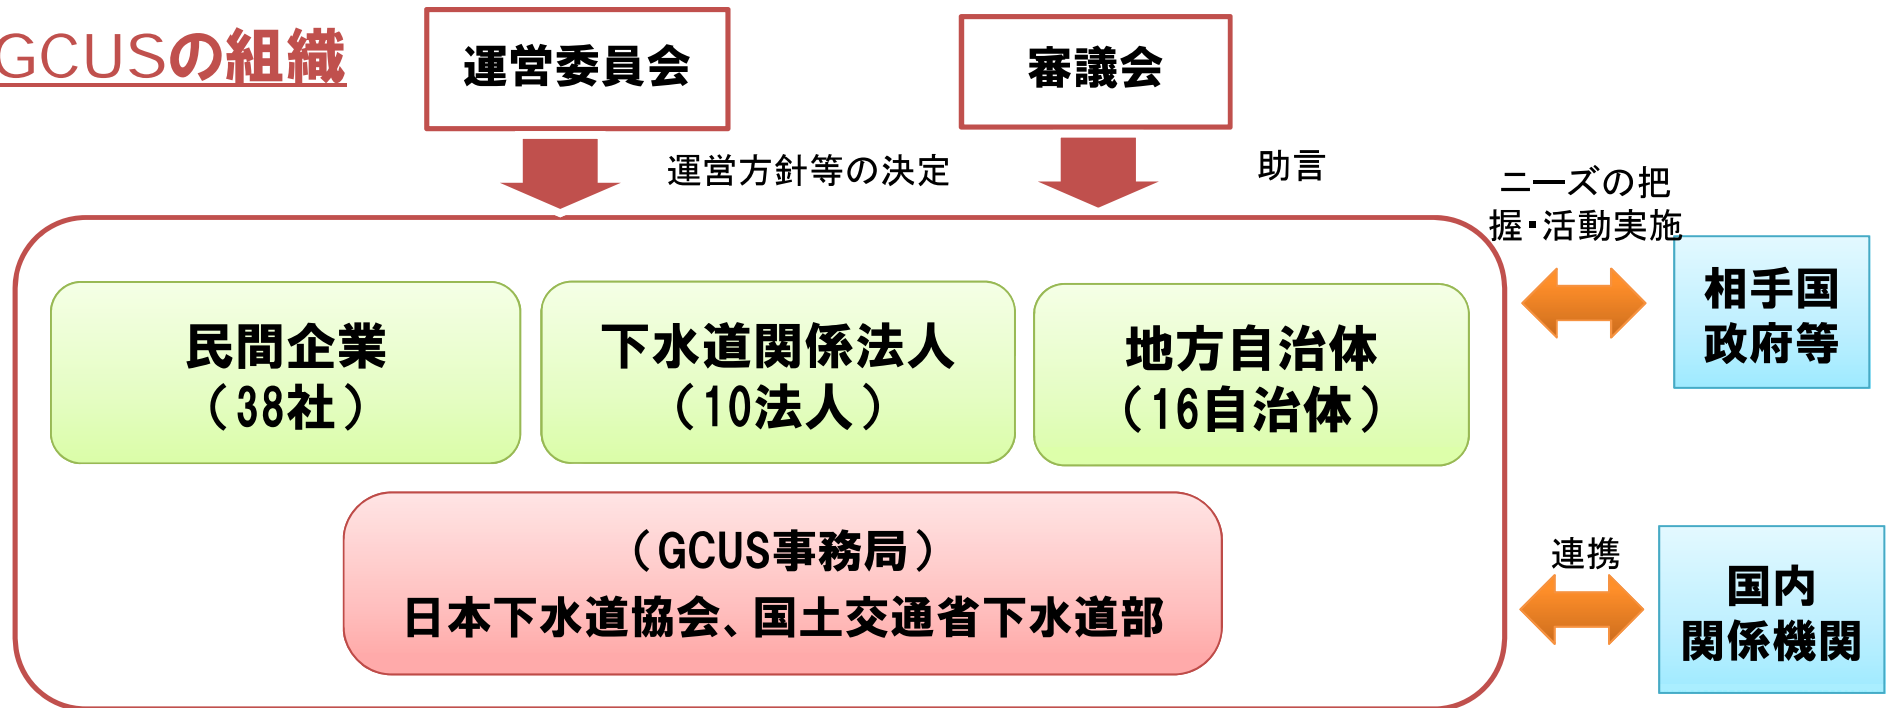 GCUSの組織
運営委員会
審議会
運営方針等の決定
助言
ニーズの把
握・活動実施
相手国
政府等
民間企業
（38社）
下水道関係法人
（10法人）
地方自治体
（16自治体）
（GCUS事務局）
日本下水道協会、国土交通省下水道部
連携
国内
関係機関